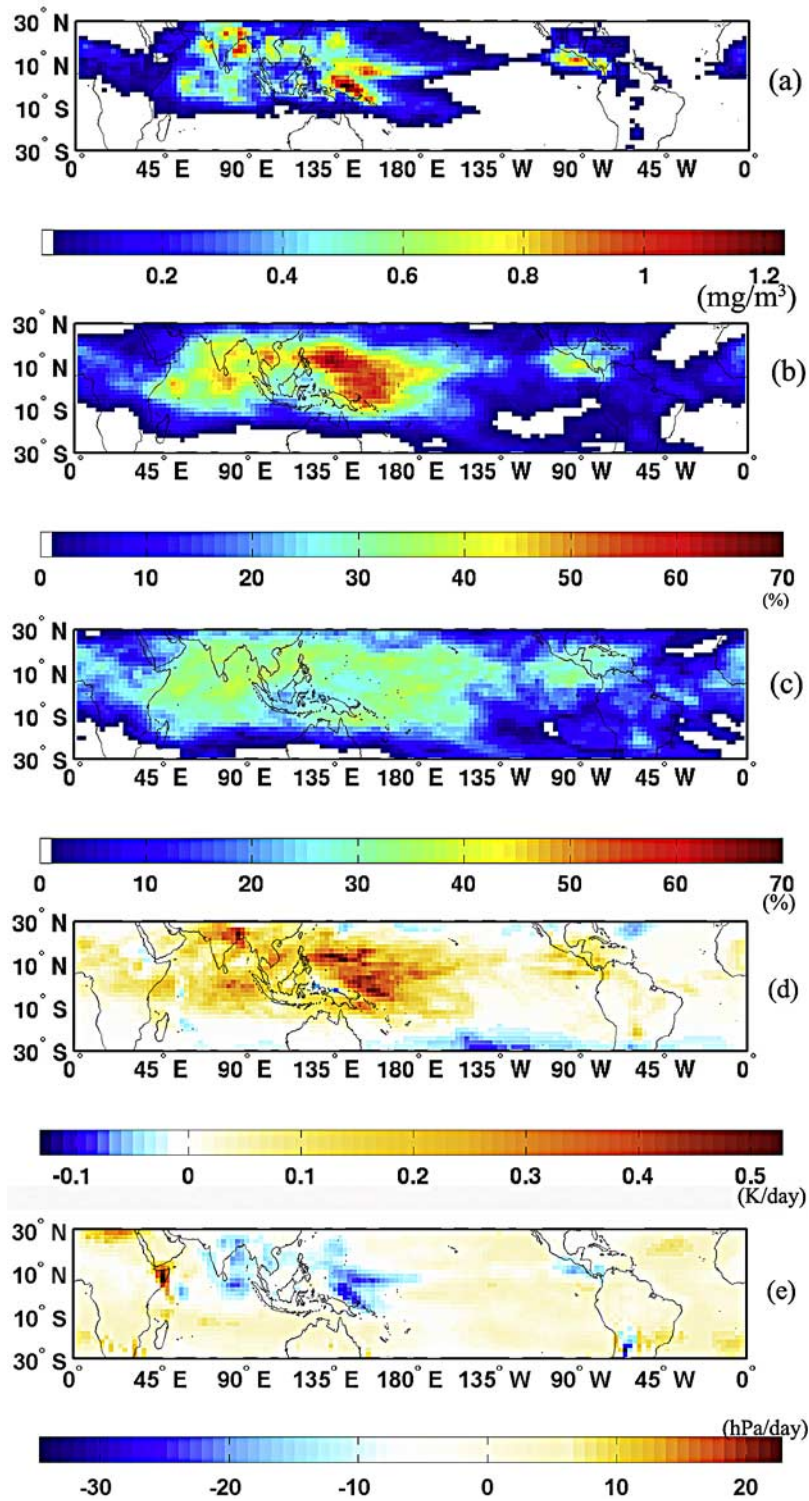 30° N
10° N
10° S
30° S
0° 45° E 90° E 135° E 180° E 135° W 90° W 45° W 0°
(a)
0.2 0.4 0.6 0.8 1 1.2
(mg/m³)
30° N
10° N
10° S
30° S
0° 45° E 90° E 135° E 180° E 135° W 90° W 45° W 0°
(b)
0 10 20 30 40 50 60 70
(%)
30° N
10° N
10° S
30° S
0° 45° E 90° E 135° E 180° E 135° W 90° W 45° W 0°
(c)
0 10 20 30 40 50 60 70
(%)
30° N
10° N
10° S
30° S
0° 45° E 90° E 135° E 180° E 135° W 90° W 45° W 0°
(d)
-0.1 0 0.1 0.2 0.3 0.4 0.5
(K/day)
30° N
10° N
10° S
30° S
0° 45° E 90° E 135° E 180° E 135° W 90° W 45° W 0°
(e)
(hPa/day)
-30 -20 -10 0 10 20